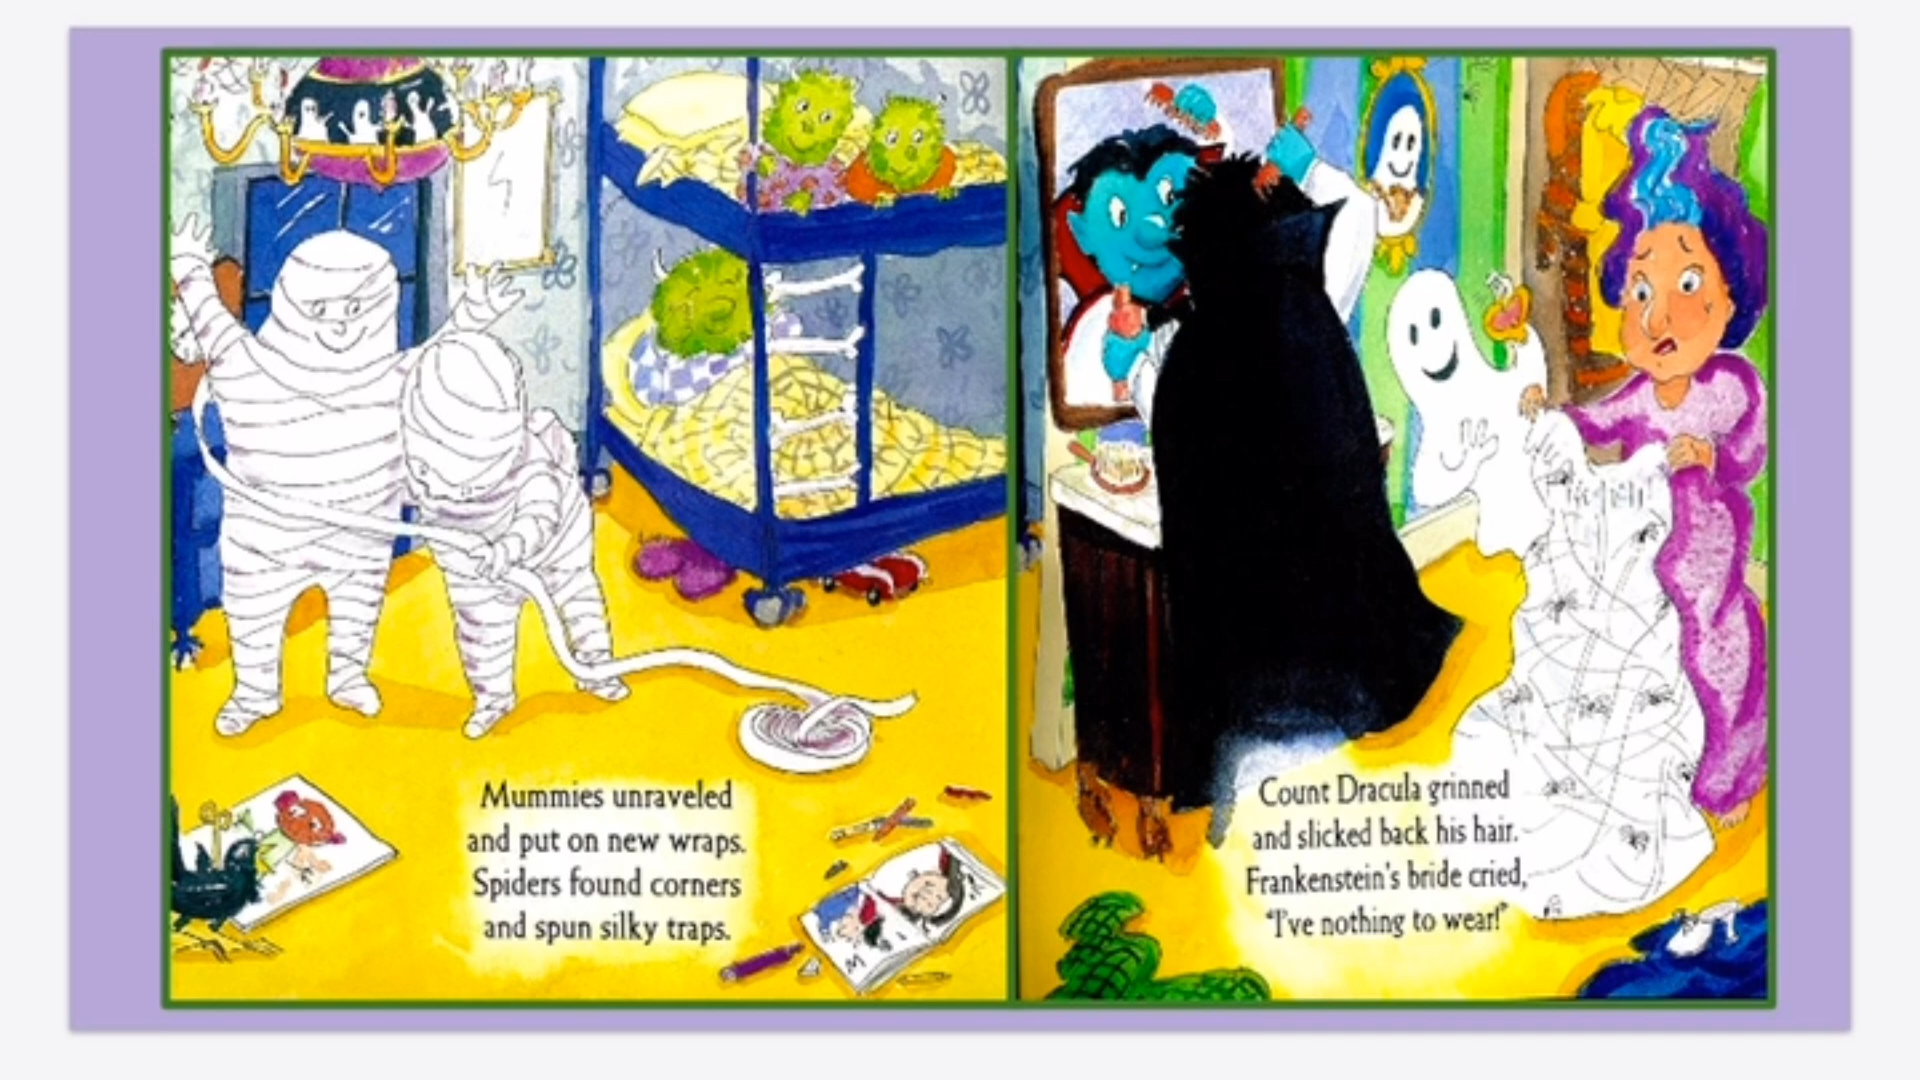 Mummies unraveled
and put on new wraps.
Spiders found corners
and spun silky traps.
Count Dracula grinned
and slicked back his hair.
Frankenstein's bride cried,
"I've nothing to wear!"